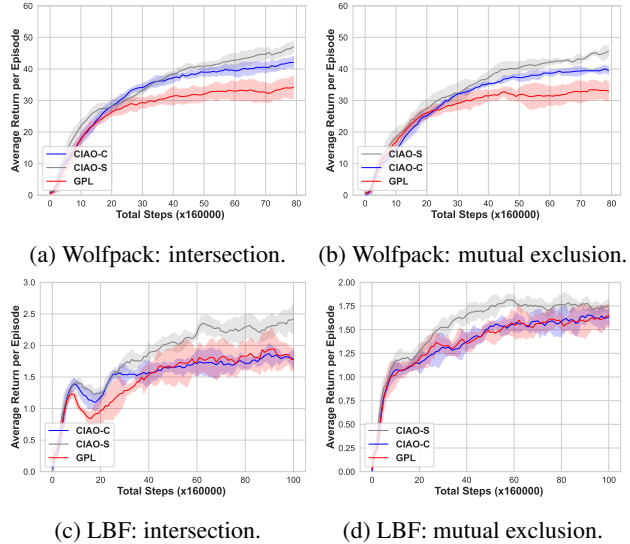 60
50
40
30
20
10
0
0 10 20 30 40 50 60 70 80
Average Return per Episode
Total Steps (x160000)
CIAO-C
CIAO-S
GPL
(a) Wolfpack: intersection.
60
50
40
30
20
10
0
0 10 20 30 40 50 60 70 80
Average Return per Episode
Total Steps (x160000)
CIAO-S
CIAO-C
GPL
(b) Wolfpack: mutual exclusion.
3.0
2.5
2.0
1.5
1.0
0.5
0.0
0 20 40 60 80 100
Average Return per Episode
Total Steps (x160000)
CIAO-C
CIAO-S
GPL
(c) LBF: intersection.
2.00
1.75
1.50
1.25
1.00
0.75
0.50
0.25
0.00
0 20 40 60 80 100
Average Return per Episode
Total Steps (x160000)
CIAO-S
CIAO-C
GPL
(d) LBF: mutual exclusion.